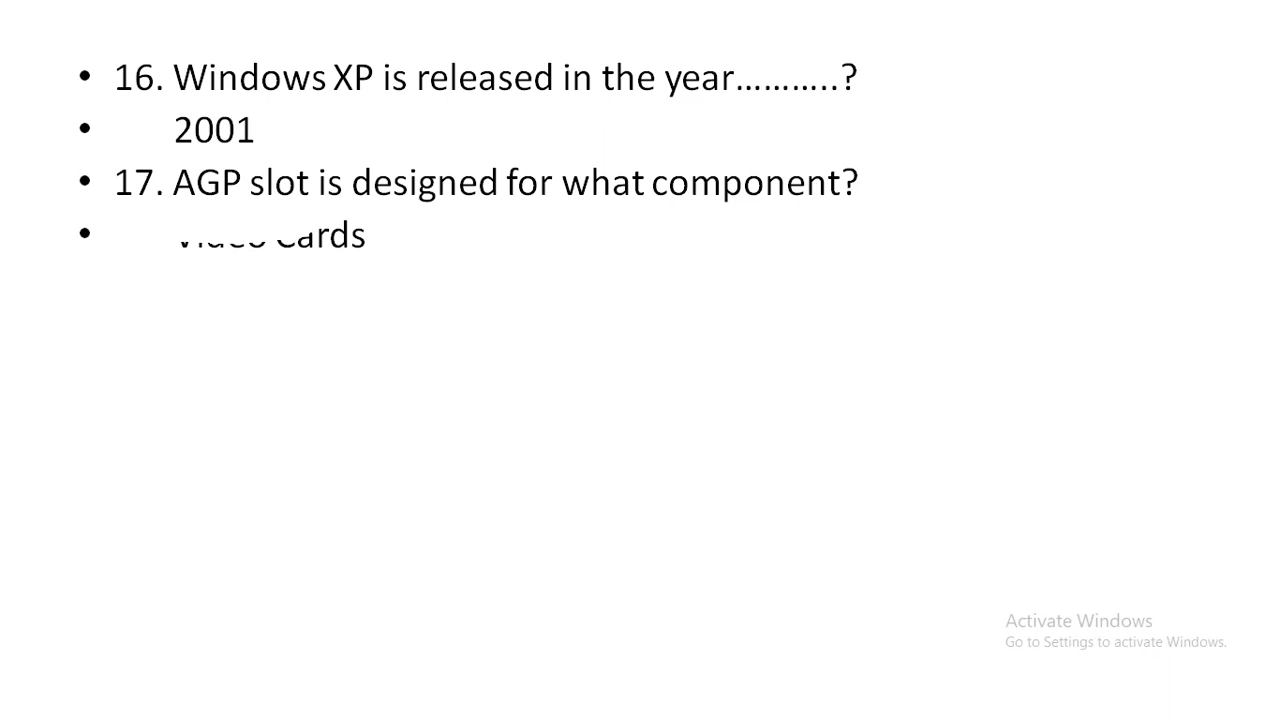 • 16. Windows XP is released in the year………..?
• 2001
• 17. AGP slot is designed for what component?
• Video Cards
Activate Windows
Go to Settings to activate Windows.